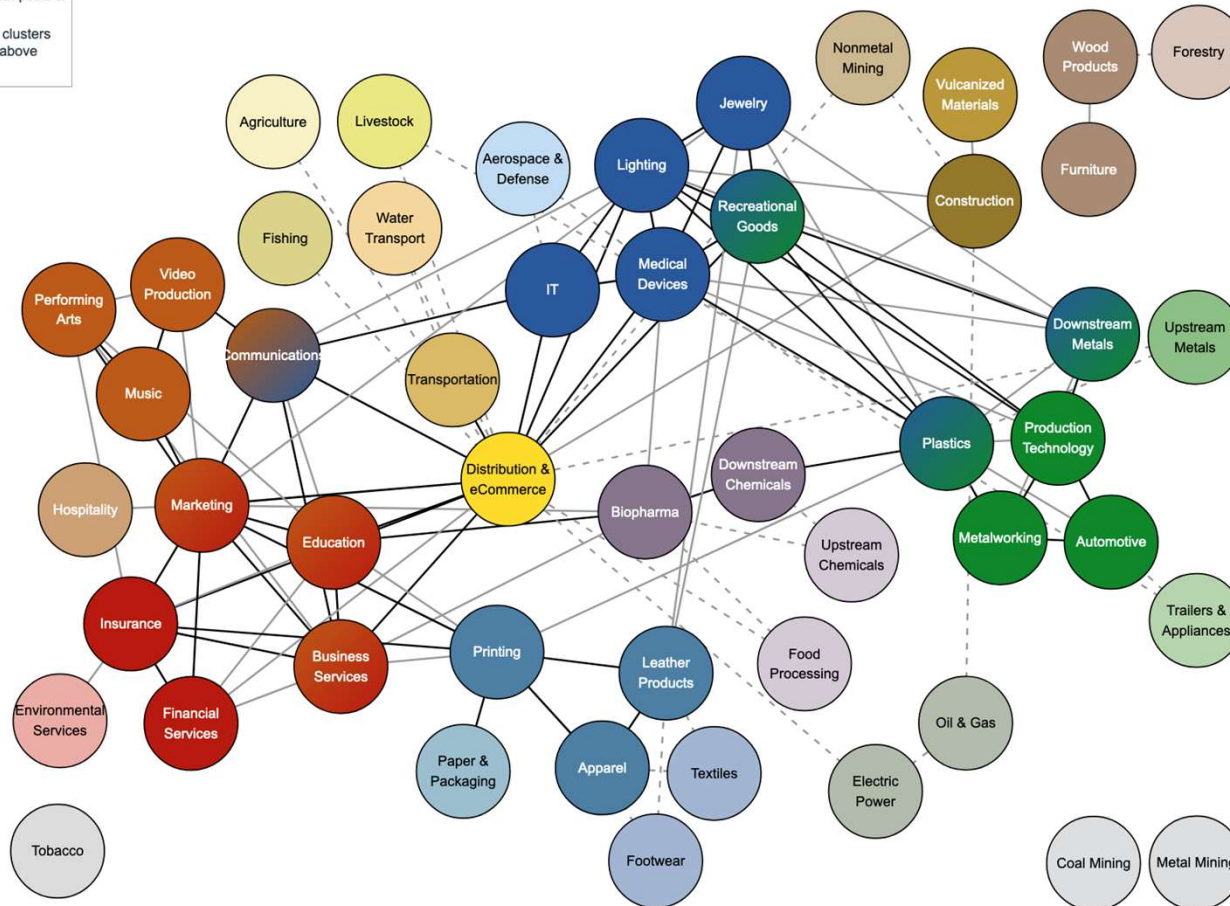 clusters
above
Nonmetal
Mining
Wood
Products
Forestry
Vulcanized
Materials
Jewelry
Agriculture
Livestock
Aerospace &
Defense
Lighting
Furniture
Construction
Recreational
Goods
Water
Transport
Fishing
Medical
Devices
IT
Video
Production
Performing
Arts
Communications
Downstream
Metals
Upstream
Metals
Transportation
Music
Production
Technology
Plastics
Distribution &
eCommerce
Downstream
Chemicals
Marketing
Hospitality
Biopharma
Education
Metalworking
Automotive
Upstream
Chemicals
Trailers &
Appliances
Insurance
Printing
Business
Services
Leather
Products
Food
Processing
Environmental
Services
Financial
Services
Oil & Gas
Paper &
Packaging
Apparel
Textiles
Electric
Power
Tobacco
Footwear
Coal Mining
Metal Mining